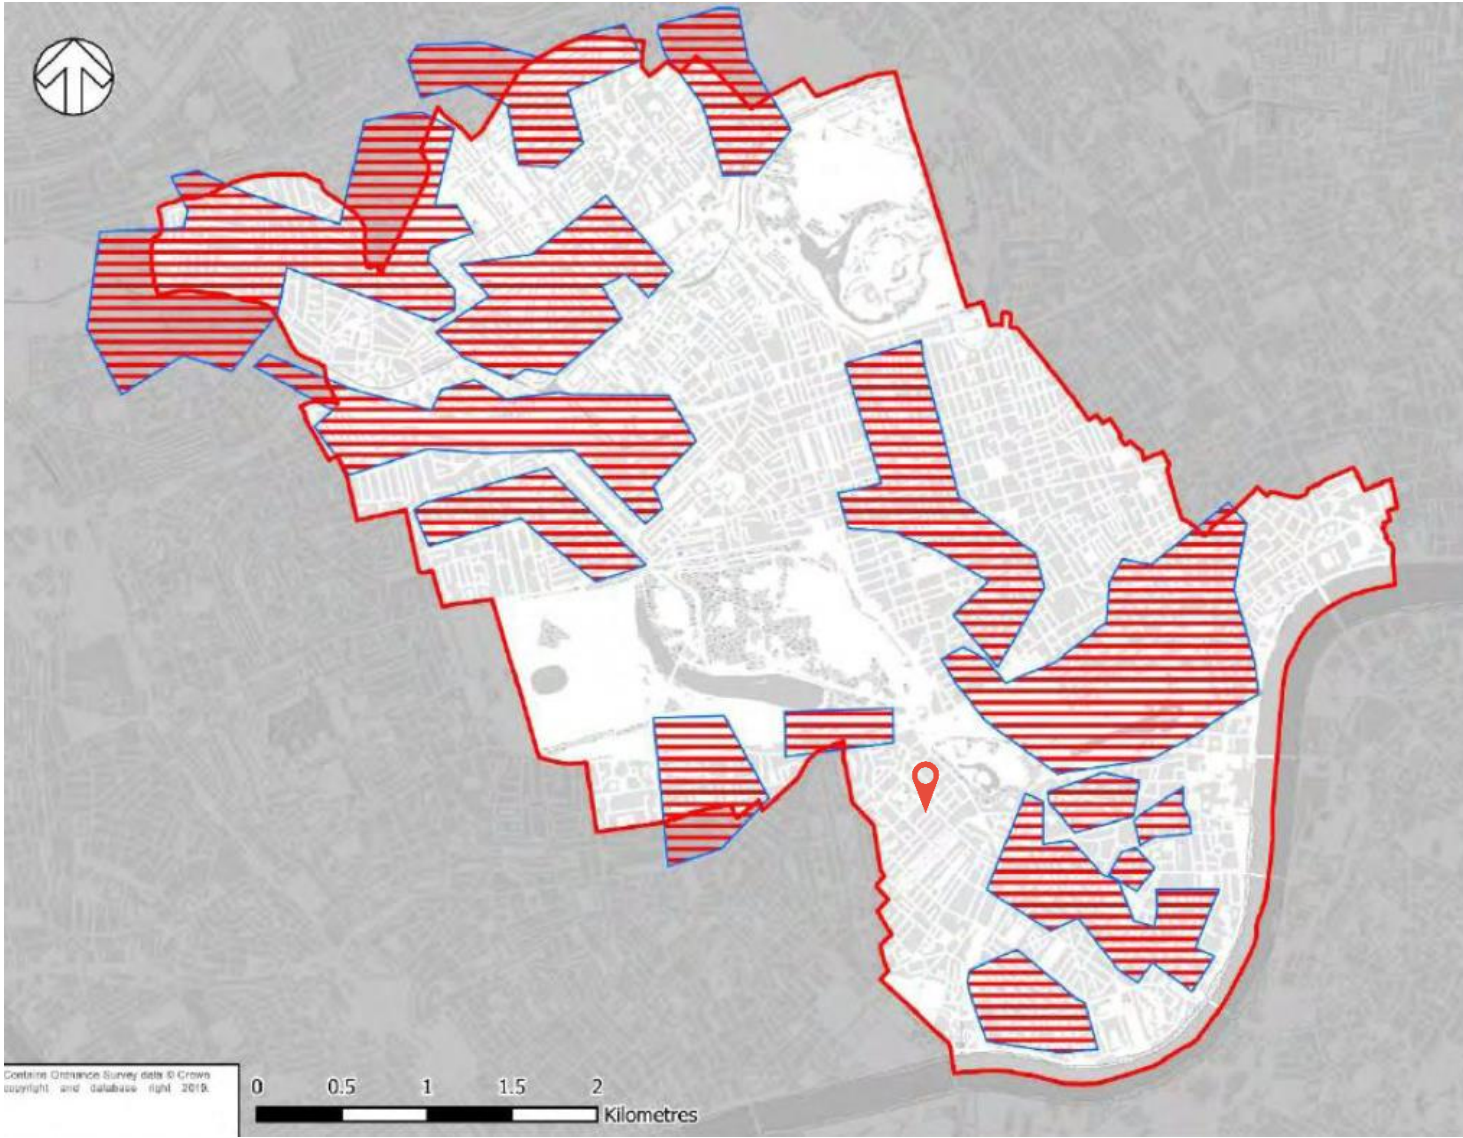 Contains Ordnance Survey data © Crown
copyright and database right 2019.
0 0.5 1 1.5 2
Kilometres